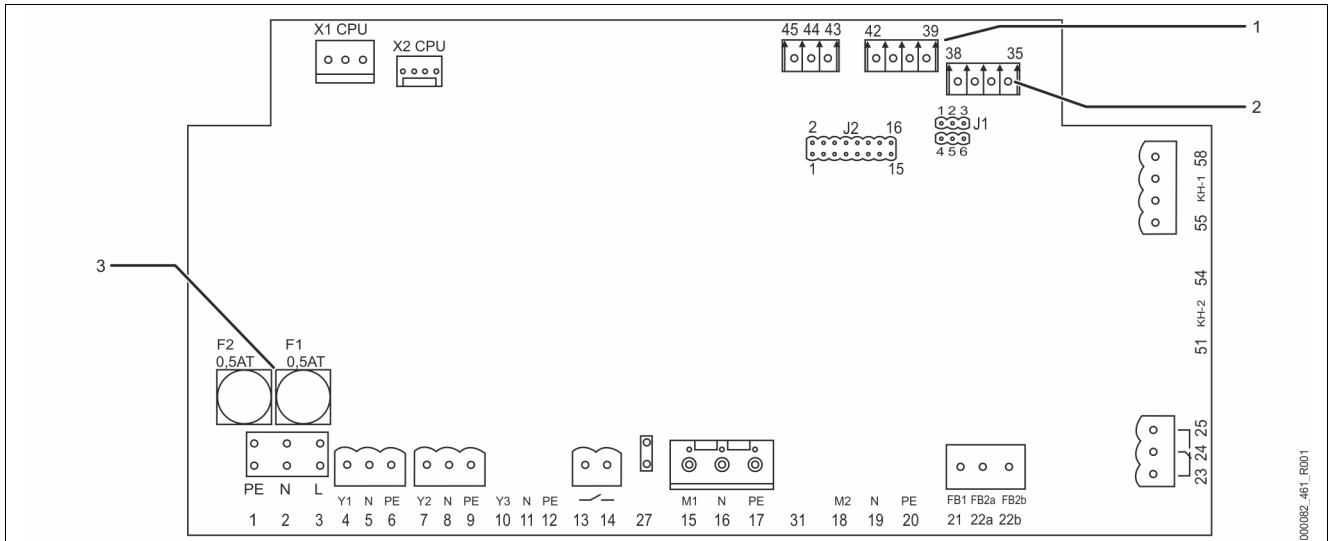 X1 CPU
X2 CPU
45 44 43
42 39
1
38 35
2
1 2 3
J1
4 5 6
2 J2 16
1 15
58
KH-1
55
54
KH-2
51
3
F2 F1
0,5AT 0,5AT
25
24
23
PE N L
Y1 N PE Y2 N PE Y3 N PE M1 N PE M2 N PE FB1 FB2a FB2b
1 2 3 4 5 6 7 8 9 10 11 12 13 14 27 15 16 17 31 18 19 20 21 22a 22b
000082_461_R001